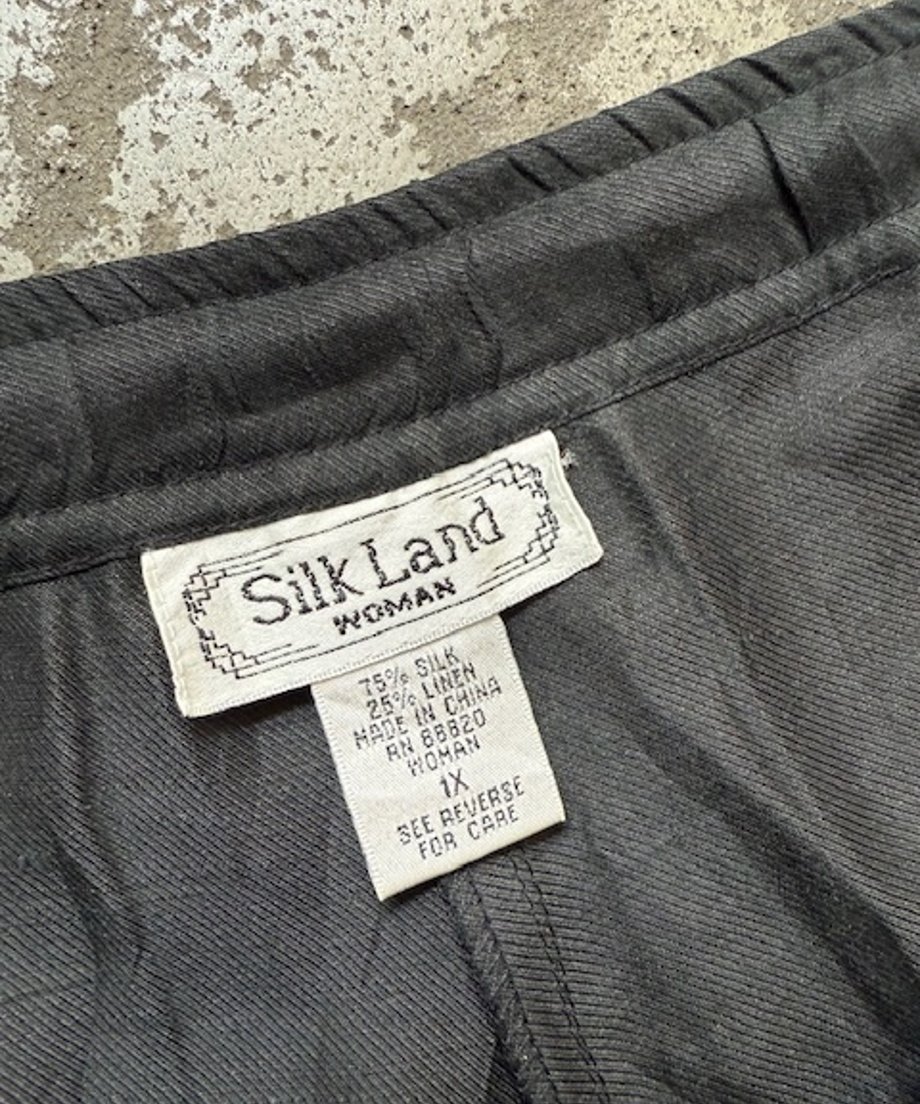 Silk Land
WOMAN
75% SILK
25% LINEN
MADE IN CHINA
RN 88820
WOMAN
1X
SEE REVERSE
FOR CARE